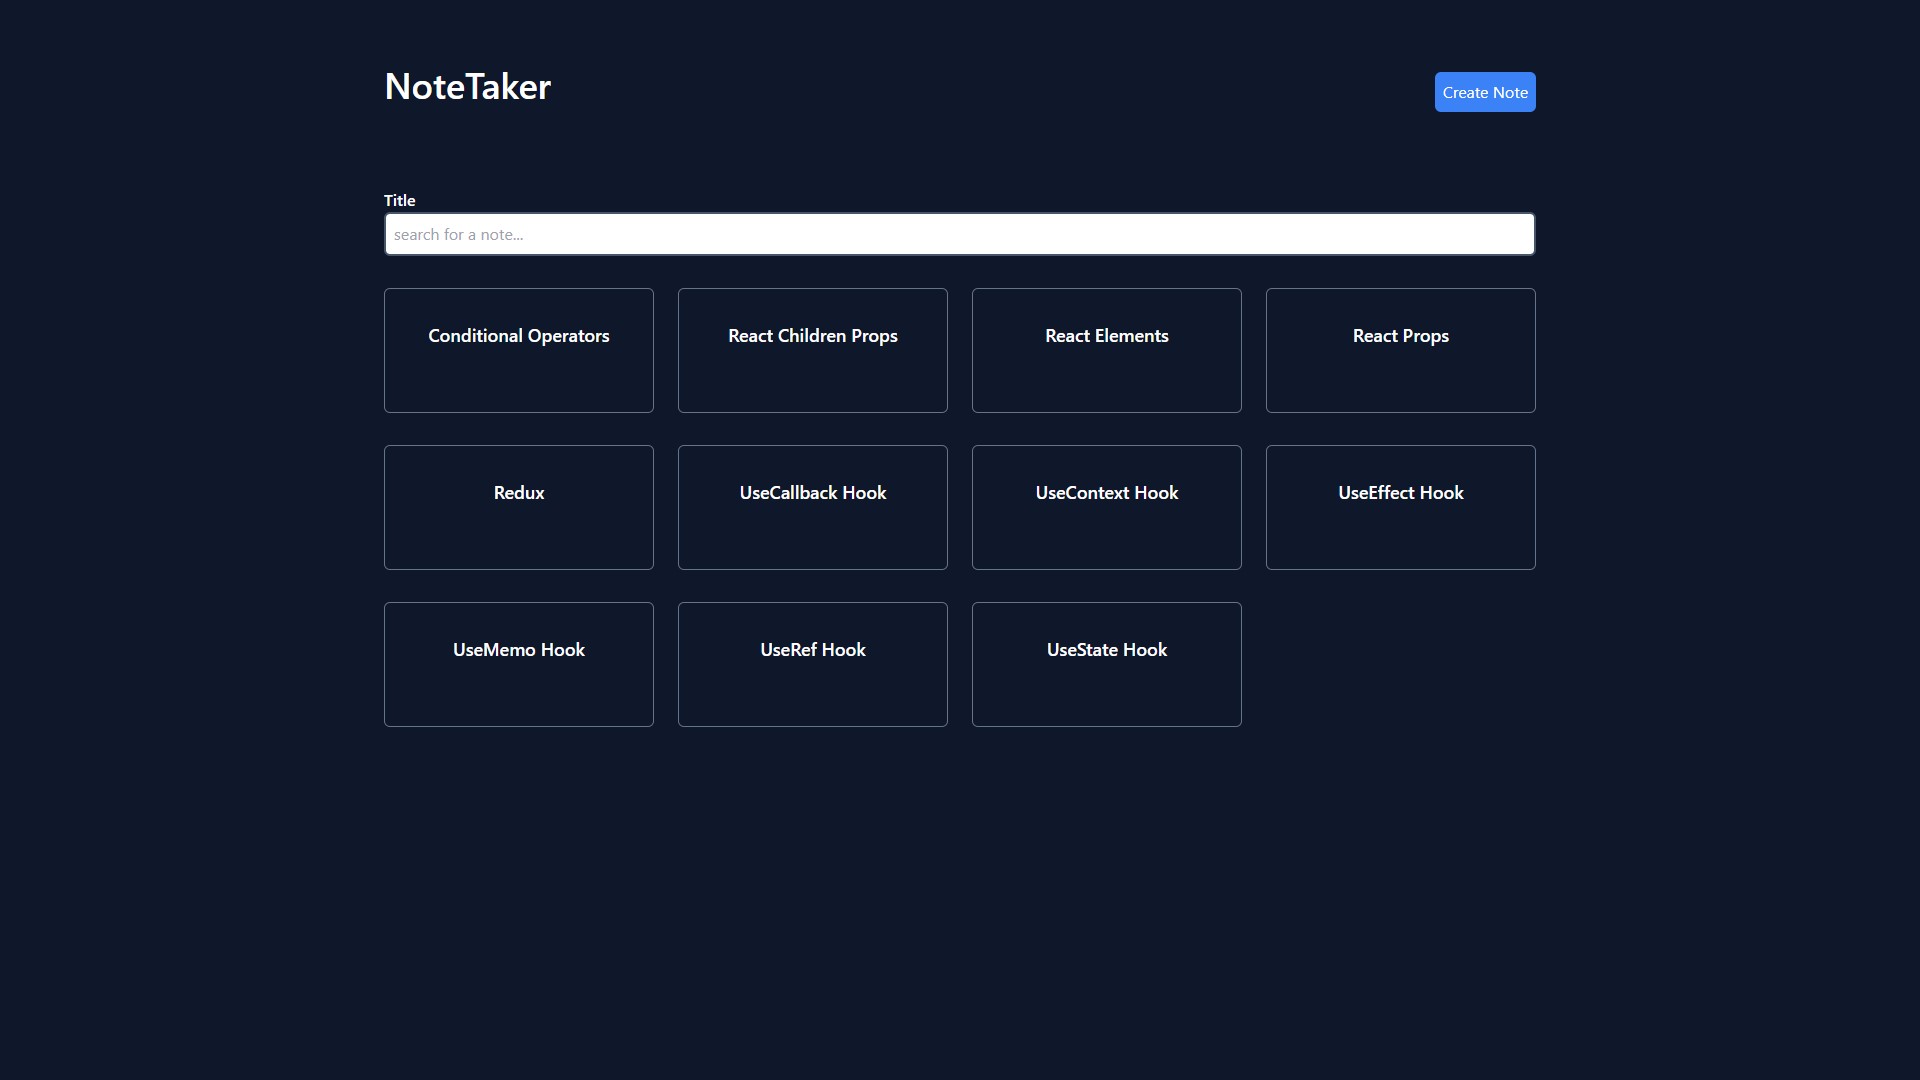 NoteTaker
Create Note
Title
search for a note...
Conditional Operators
React Children Props
React Elements
React Props
Redux
UseCallback Hook
UseContext Hook
UseEffect Hook
UseMemo Hook
UseRef Hook
UseState Hook